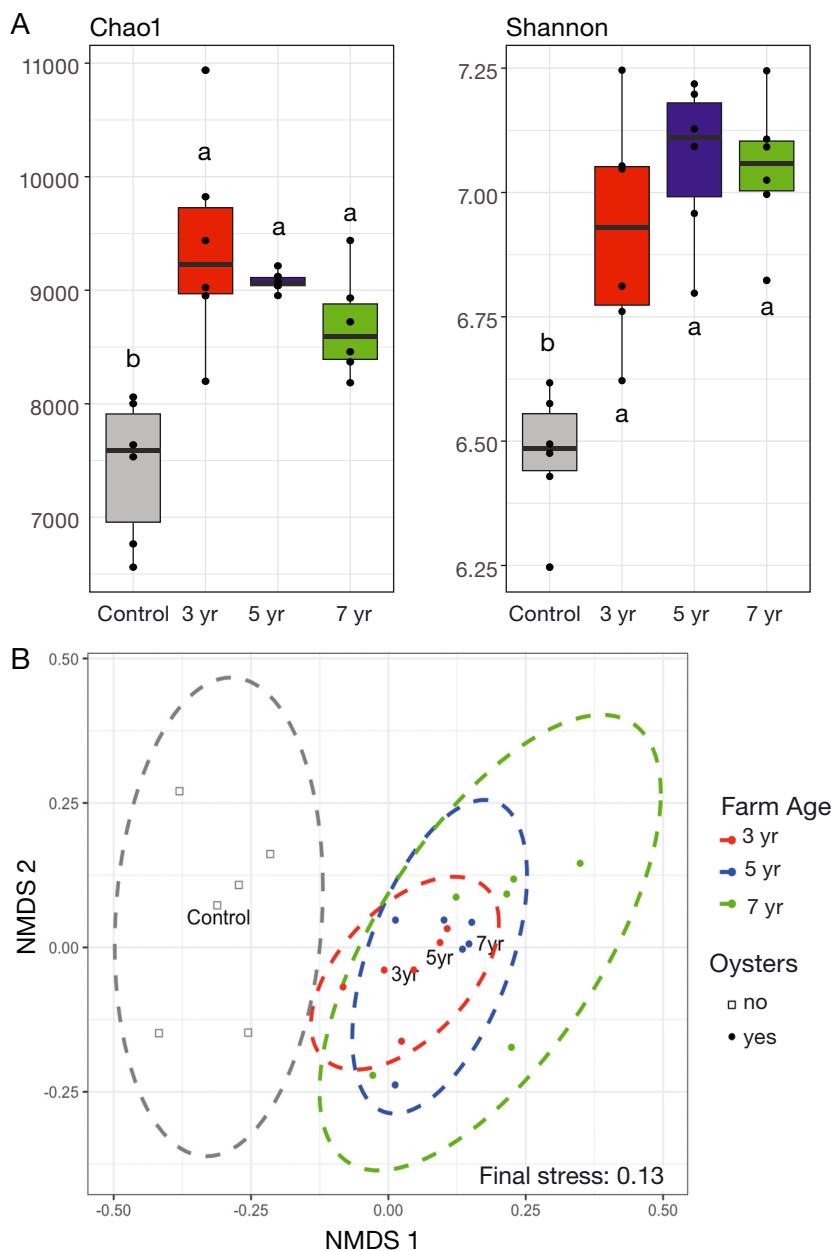 A
Chao1
11000
10000
9000
8000
7000
b
a
a
a
Control 3 yr 5 yr 7 yr
Shannon
7.25
7.00
6.75
6.50
6.25
b
a
a
a
Control 3 yr 5 yr 7 yr
B
NMDS 2
0.50
0.25
0.00
-0.25
Control
3yr
5yr
7yr
Final stress: 0.13
-0.50 -0.25 0.00 0.25 0.50
NMDS 1
Farm Age
3 yr
5 yr
7 yr
Oysters
no
yes